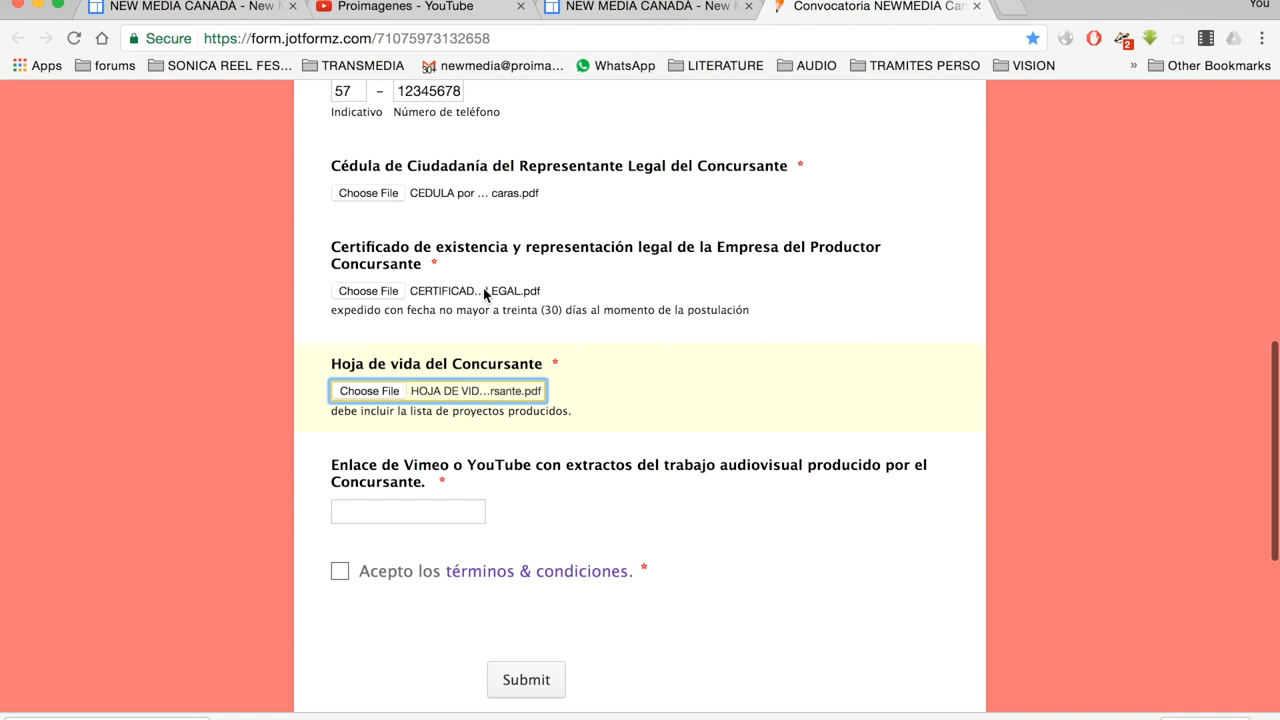 NEW MEDIA CANADÁ - New M
Proimagenes - YouTube
NEW MEDIA CANADÁ - New M
Convocatoria NEWMEDIA Can
You
Secure https://form.jotformz.com/71075973132658
2
Apps forums SONICA REEL FES... TRANSMEDIA newmedia@proima... WhatsApp LITERATURE AUDIO TRAMITES PERSO VISION » Other Bookmarks
57 - 12345678
Indicativo Número de teléfono
Cédula de Ciudadanía del Representante Legal del Concursante *
Choose File CEDULA por ... caras.pdf
Certificado de existencia y representación legal de la Empresa del Productor
Concursante *
Choose File CERTIFICAD...LEGAL.pdf
expedido con fecha no mayor a treinta (30) días al momento de la postulación
Hoja de vida del Concursante *
Choose File HOJA DE VID...rsante.pdf
debe incluir la lista de proyectos producidos.
Enlace de Vimeo o YouTube con extractos del trabajo audiovisual producido por el
Concursante. *
Acepto los términos & condiciones. *
Submit